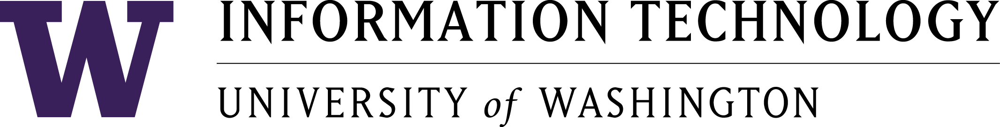 W
INFORMATION TECHNOLOGY
UNIVERSITY of WASHINGTON